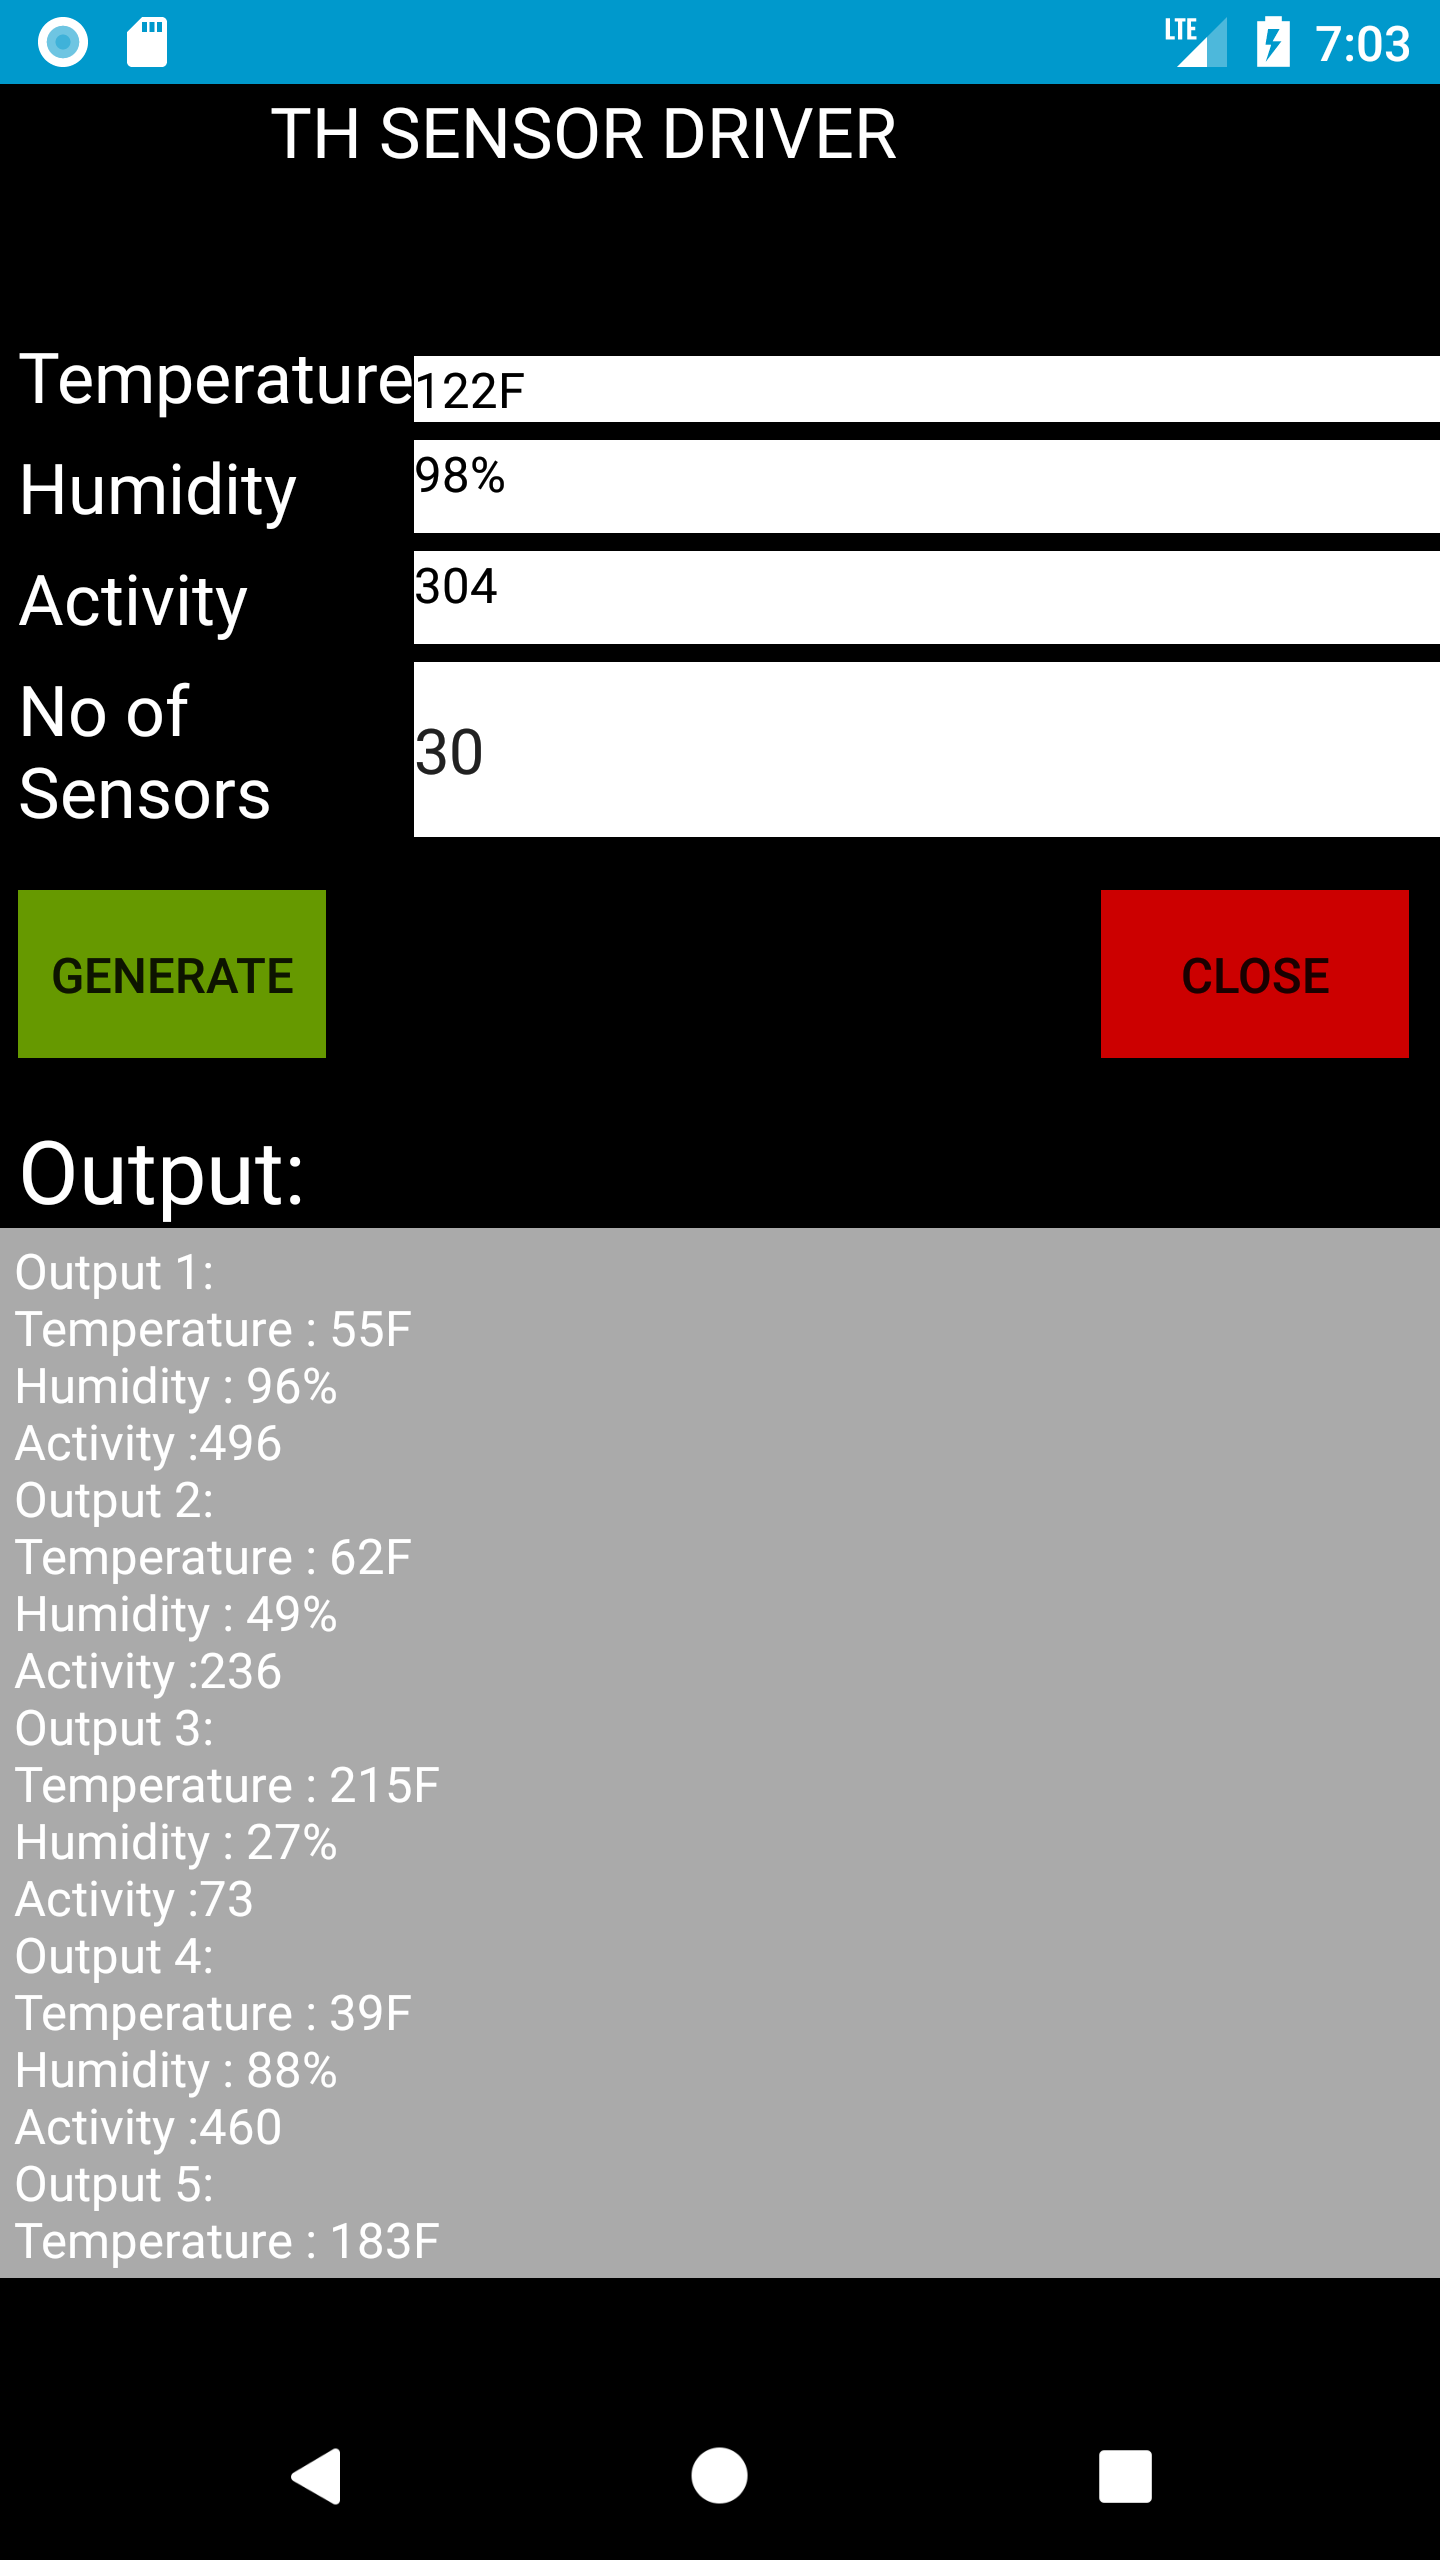 LTE 7:03
TH SENSOR DRIVER
Temperature 122F
Humidity 98%
Activity 304
No of
Sensors
30
GENERATE CLOSE
Output:
Output 1:
Temperature : 55F
Humidity : 96%
Activity :496
Output 2:
Temperature : 62F
Humidity : 49%
Activity :236
Output 3:
Temperature : 215F
Humidity : 27%
Activity :73
Output 4:
Temperature : 39F
Humidity : 88%
Activity :460
Output 5:
Temperature : 183F